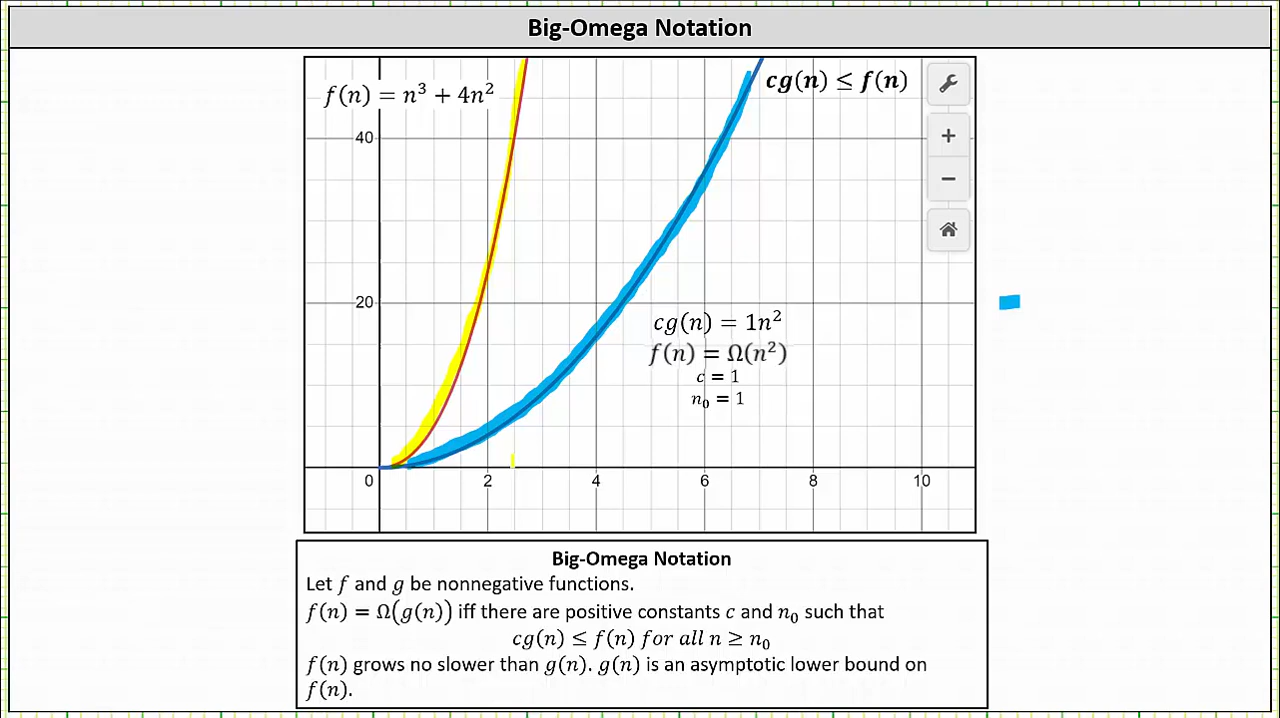 Big-Omega Notation
f(n) = n³ + 4n²
cg(n) ≤ f(n)
40
+
−
20
cg(n) = 1n²
f(n) = Ω(n²)
c = 1
n₀ = 1
0 2 4 6 8 10
Big-Omega Notation
Let f and g be nonnegative functions.
f(n) = Ω(g(n)) iff there are positive constants c and n₀ such that
cg(n) ≤ f(n) for all n ≥ n₀
f(n) grows no slower than g(n). g(n) is an asymptotic lower bound on
f(n).